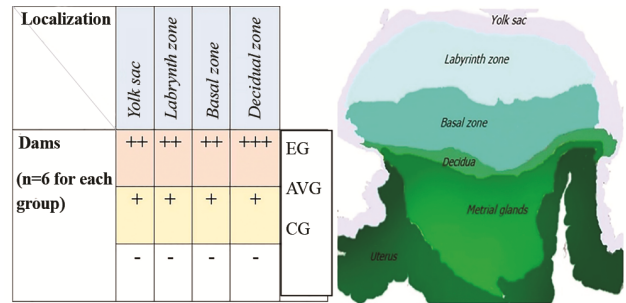 Localization
Yolk sac
Labrynth zone
Basal zone
Decidual zone
Dams
(n=6 for each
group)
++ ++ ++ +++ EG
+ + + + AVG
- - - - CG
Yolk sac
Labyrinth zone
Basal zone
Decidua
Metrial glands
Uterus